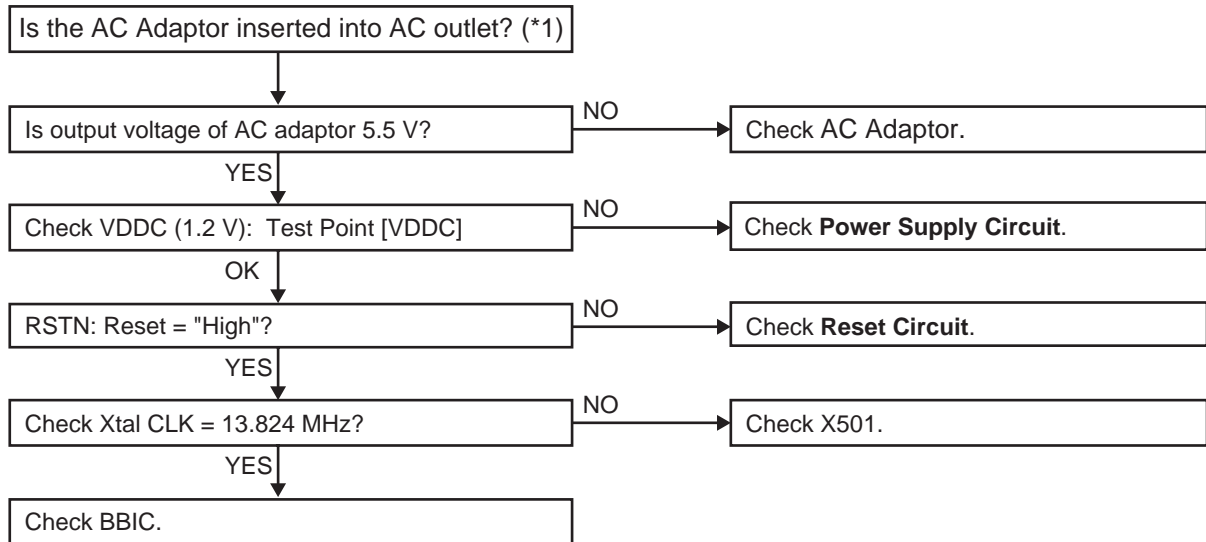 Is the AC Adaptor inserted into AC outlet? (*1)
Is output voltage of AC adaptor 5.5 V?
NO
Check AC Adaptor.
YES
Check VDDC (1.2 V): Test Point [VDDC]
NO
Check Power Supply Circuit.
OK
RSTN: Reset = "High"?
NO
Check Reset Circuit.
YES
Check Xtal CLK = 13.824 MHz?
NO
Check X501.
YES
Check BBIC.